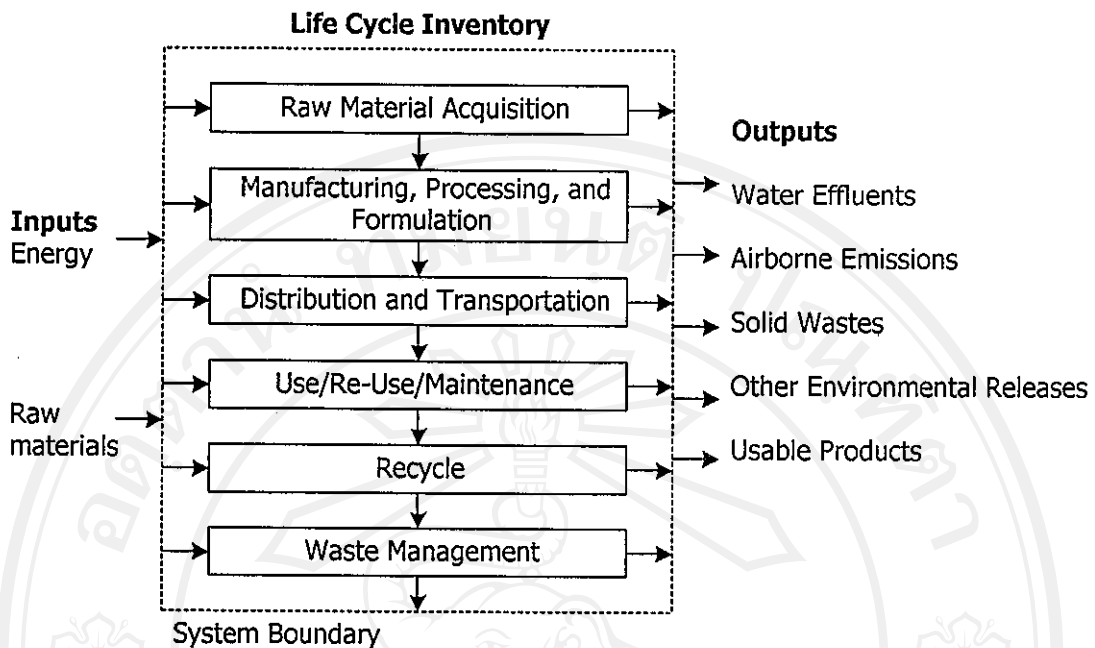 Life Cycle Inventory
Raw Material Acquisition
Manufacturing, Processing, and
Formulation
Distribution and Transportation
Use/Re-Use/Maintenance
Recycle
Waste Management
System Boundary
Inputs
Energy
Raw
materials
Outputs
Water Effluents
Airborne Emissions
Solid Wastes
Other Environmental Releases
Usable Products